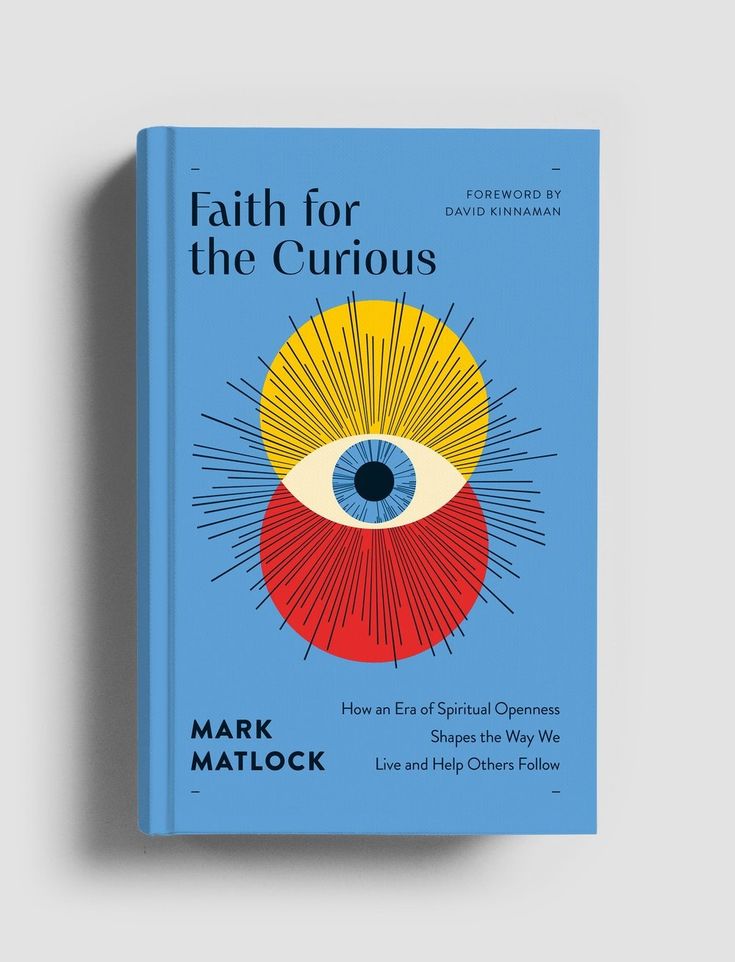 Faith for
the Curious
FOREWORD BY
DAVID KINNAMAN
MARK
MATLOCK
How an Era of Spiritual Openness
Shapes the Way We
Live and Help Others Follow